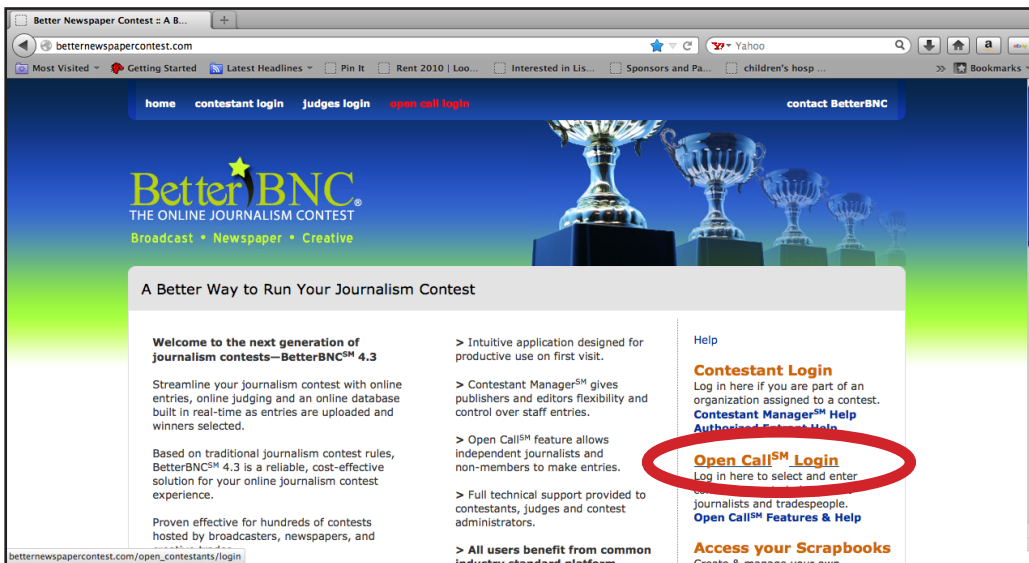 Better Newspaper Contest :: A B...
betternewspapercontest.com
Yahoo
a
Most Visited
Getting Started
Latest Headlines
Pin It
Rent 2010 | Loo...
Interested in Lis...
Sponsors and Pa...
children's hosp ...
Bookmarks
home contestant login judges login open call login contact BetterBNC
BetterBNC®
THE ONLINE JOURNALISM CONTEST
Broadcast • Newspaper • Creative
A Better Way to Run Your Journalism Contest
Welcome to the next generation of
journalism contests—BetterBNC℠ 4.3
Streamline your journalism contest with online
entries, online judging and an online database
built in real-time as entries are uploaded and
winners selected.
Based on traditional journalism contest rules,
BetterBNC℠ 4.3 is a reliable, cost-effective
solution for your online journalism contest
experience.
Proven effective for hundreds of contests
hosted by broadcasters, newspapers, and
betternewspapercontest.com/open_contestants/login
> Intuitive application designed for
productive use on first visit.
> Contestant Manager℠ gives
publishers and editors flexibility and
control over staff entries.
> Open Call℠ feature allows
independent journalists and
non-members to make entries.
> Full technical support provided to
contestants, judges and contest
administrators.
> All users benefit from common
industry standard platform
Help
Contestant Login
Log in here if you are part of an
organization assigned to a contest.
Contestant Manager℠ Help
Authorized Entrant Help
Open Call℠ Login
Log in here to select and enter
journalists and tradespeople.
Open Call℠ Features & Help
Access your Scrapbooks
Create & manage your own